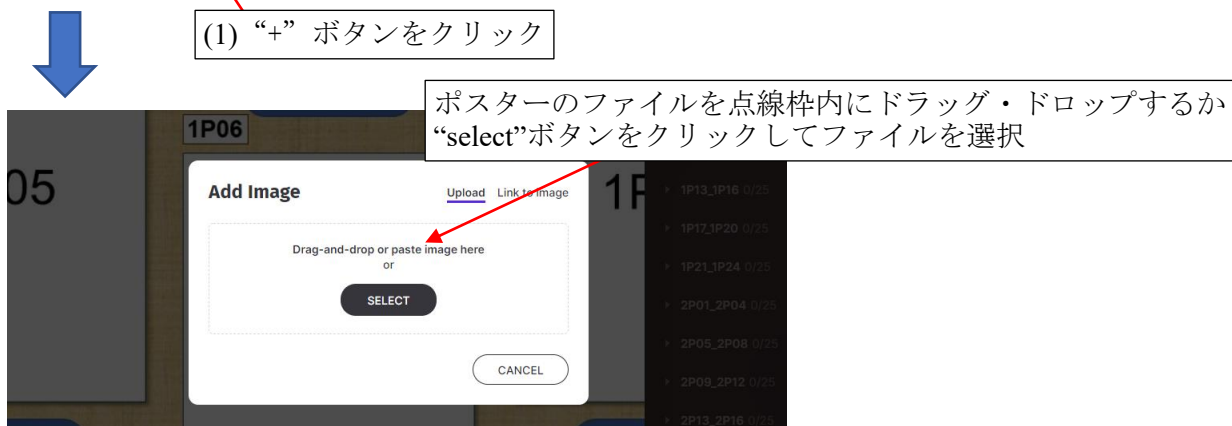 (1) “+” ボタンをクリック
ポスターのファイルを点線枠内にドラッグ・ドロップするか
“select”ボタンをクリックしてファイルを選択
1P06
05
1P
Add Image
Upload Link to image
Drag-and-drop or paste image here
or
SELECT
CANCEL
1P13_1P16 0/25
1P17_1P20 0/25
1P21_1P24 0/25
2P01_2P04 0/25
2P05_2P08 0/25
2P09_2P12 0/25
2P13_2P16 0/25